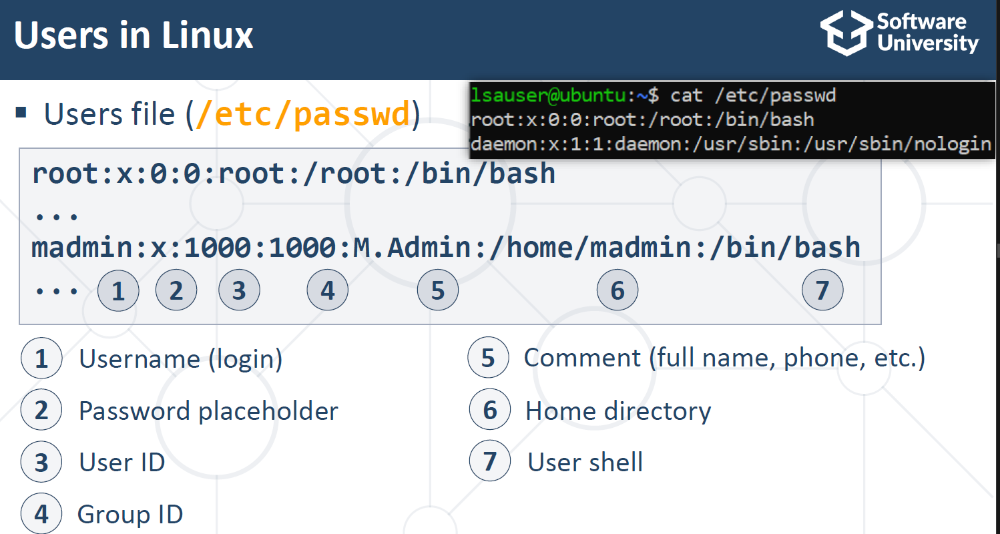 Users in Linux
Software
University
▪ Users file (/etc/passwd)
lsauser@ubuntu:~$ cat /etc/passwd
root:x:0:0:root:/root:/bin/bash
daemon:x:1:1:daemon:/usr/sbin:/usr/sbin/nologin
root:x:0:0:root:/root:/bin/bash
...
madmin:x:1000:1000:M.Admin:/home/madmin:/bin/bash
... 1 2 3 4 5 6 7
1 Username (login)
2 Password placeholder
3 User ID
4 Group ID
5 Comment (full name, phone, etc.)
6 Home directory
7 User shell